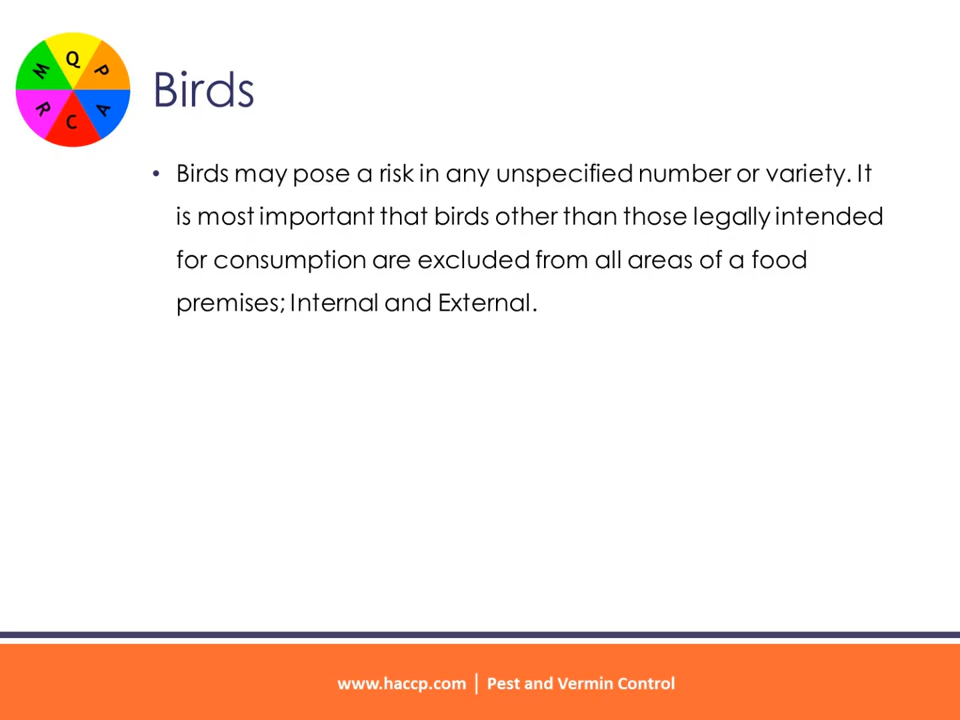 Q
M
P
R
A
C
Birds
• Birds may pose a risk in any unspecified number or variety. It
is most important that birds other than those legally intended
for consumption are excluded from all areas of a food
premises; Internal and External.
www.haccp.com | Pest and Vermin Control